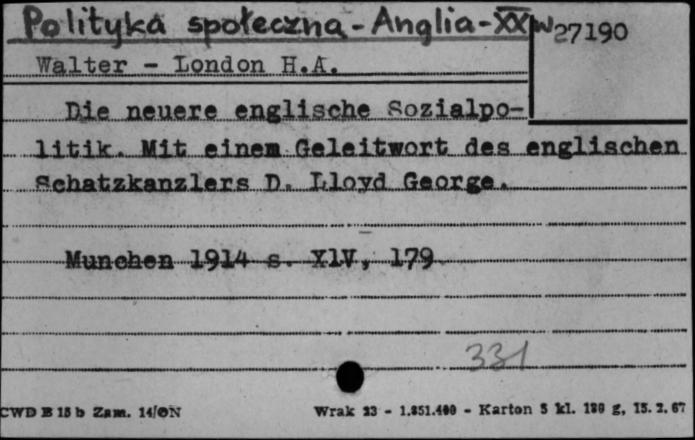 Polityka społeczna - Anglia - XX w
27190
Walter - London H.A.
Die neuere englische Sozialpo-
litik. Mit einem Geleitwort des englischen
Schatzkanzlers D. Lloyd George.
Munchen 1914 s. XlV, 179
331
CWD B 15 b Zam. 14/ON
Wrak 23 - 1.851.400 - Karton 5 kl. 180 g, 15.2.67